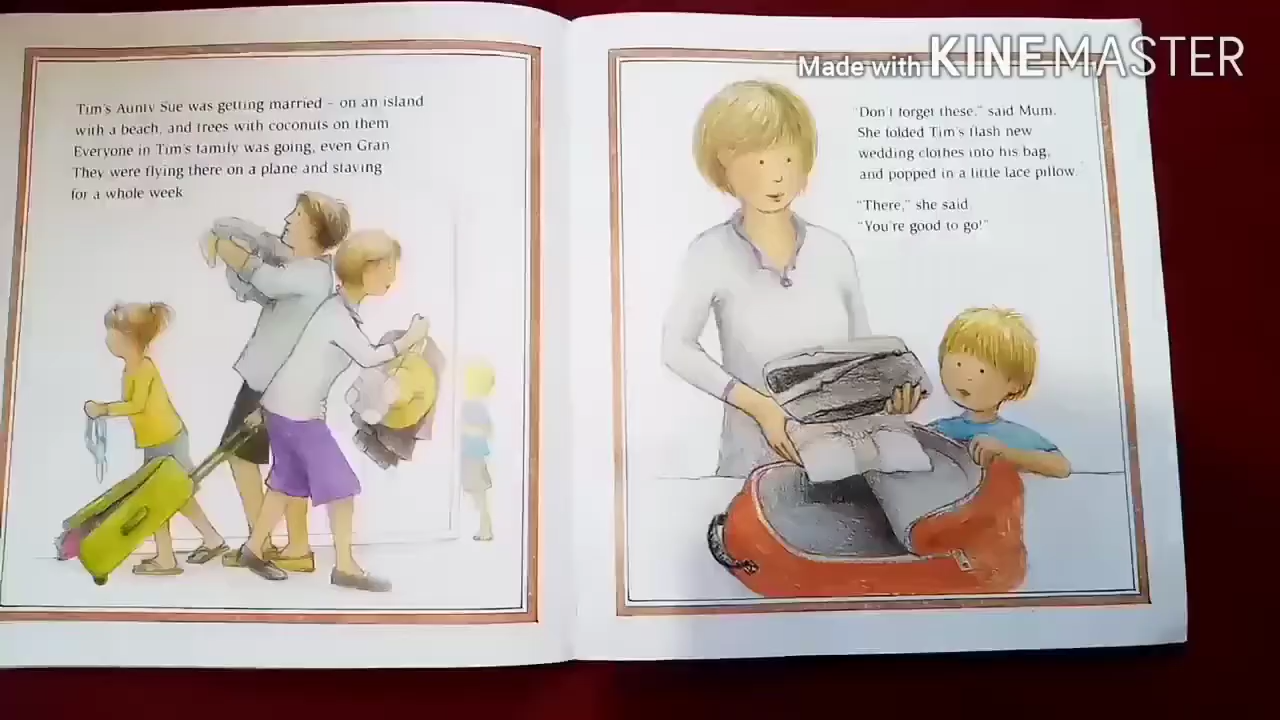 Tim's Aunty Sue was getting married – on an island
with a beach, and trees with coconuts on them
Everyone in Tim's family was going, even Gran
They were flying there on a plane and staying
for a whole week
Made with KINEMASTER
"Don't forget these," said Mum.
She folded Tim's flash new
wedding clothes into his bag,
and popped in a little lace pillow.
"There," she said
"You're good to go!"